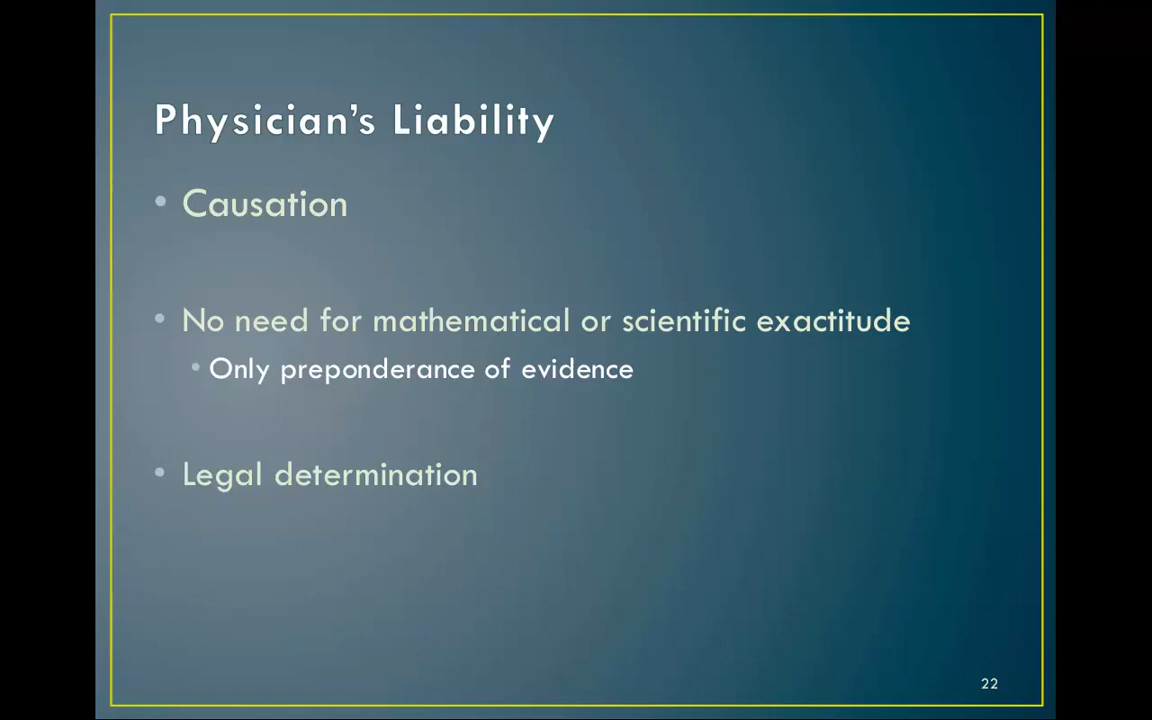 Physician's Liability
• Causation
• No need for mathematical or scientific exactitude
• Only preponderance of evidence
• Legal determination
22